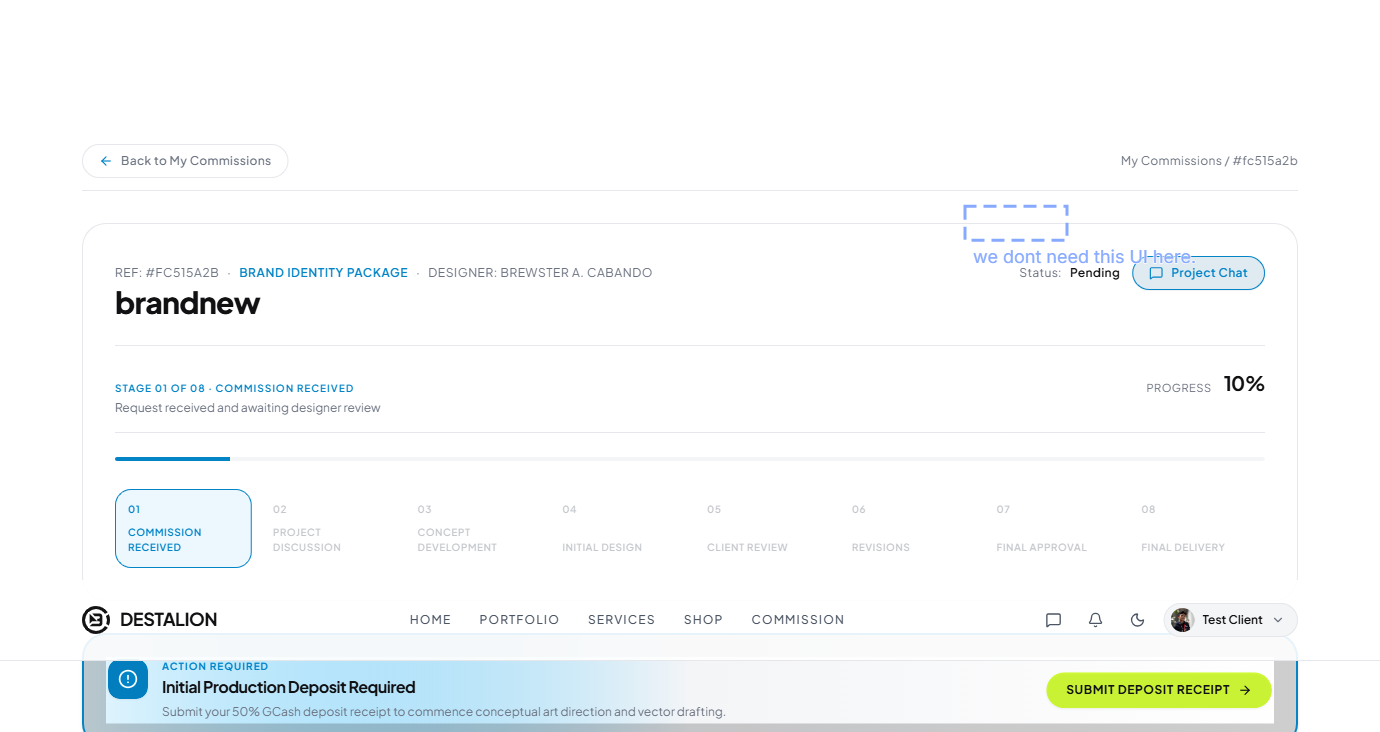 Back to My Commissions
My Commissions / #fc515a2b
we dont need this UI here.
REF: #FC515A2B · BRAND IDENTITY PACKAGE · DESIGNER: BREWSTER A. CABANDO
Status: Pending
Project Chat
brandnew
STAGE 01 OF 08 · COMMISSION RECEIVED
PROGRESS 10%
Request received and awaiting designer review
01
COMMISSION
RECEIVED
02
PROJECT
DISCUSSION
03
CONCEPT
DEVELOPMENT
04
INITIAL DESIGN
05
CLIENT REVIEW
06
REVISIONS
07
FINAL APPROVAL
08
FINAL DELIVERY
DESTALION
HOME PORTFOLIO SERVICES SHOP COMMISSION
Test Client
ACTION REQUIRED
Initial Production Deposit Required
Submit your 50% GCash deposit receipt to commence conceptual art direction and vector drafting.
SUBMIT DEPOSIT RECEIPT